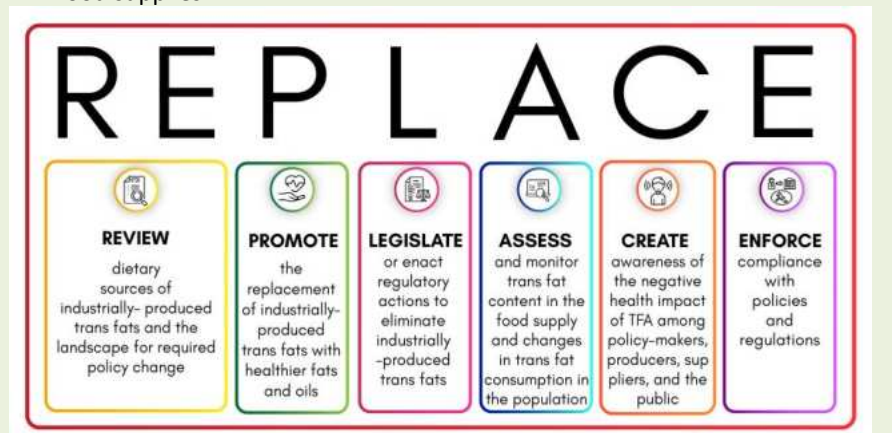 REPLACE
REVIEW
dietary
sources of
industrially- produced
trans fats and the
landscape for required
policy change
PROMOTE
the
replacement
of industrially-
produced
trans fats with
healthier fats
and oils
LEGISLATE
or enact
regulatory
actions to
eliminate
industrially
-produced
trans fats
ASSESS
and monitor
trans fat
content in the
food supply
and changes
in trans fat
consumption in
the population
CREATE
awareness of
the negative
health impact
of TFA among
policy-makers,
producers, sup
pliers, and the
public
ENFORCE
compliance
with
policies
and
regulations